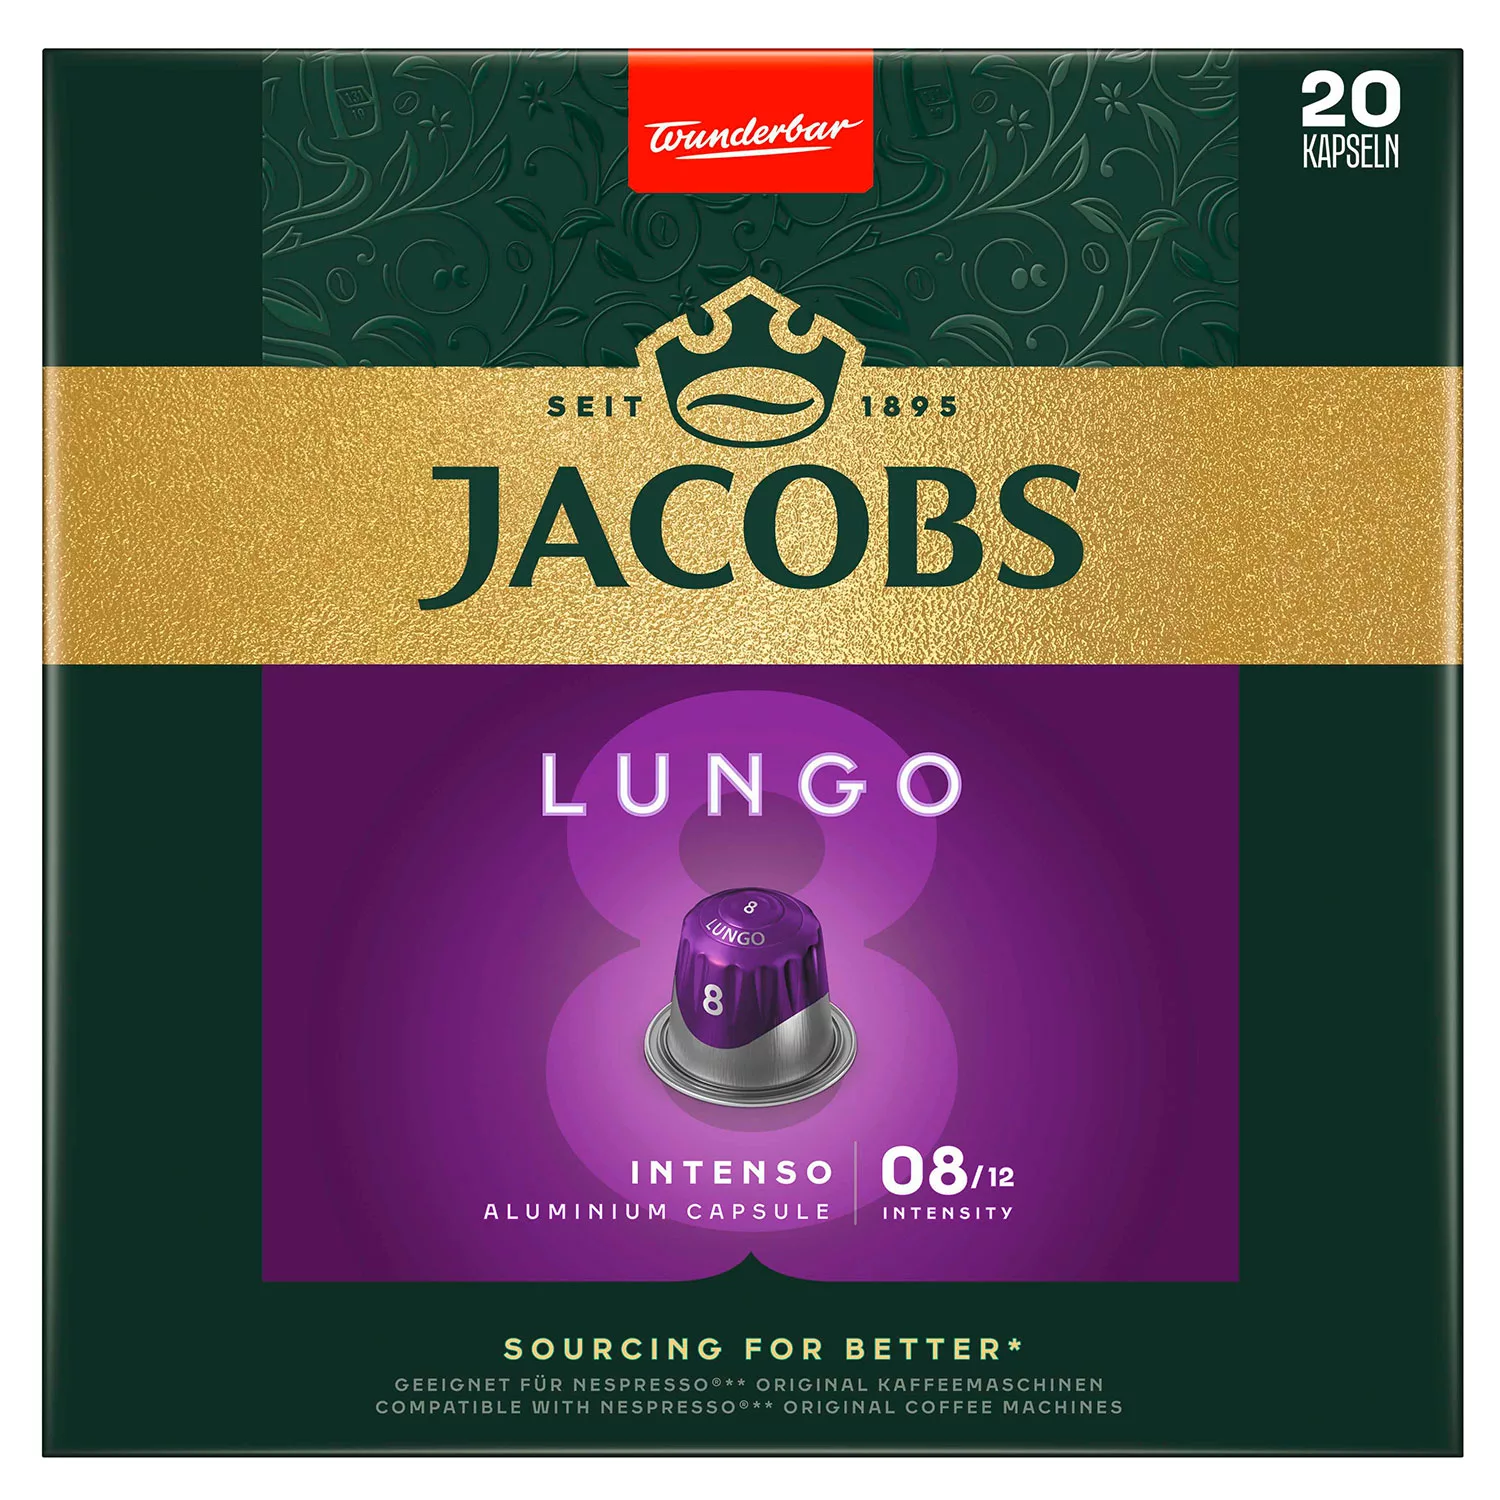 Wunderbar
20
KAPSELN
SEIT 1895
JACOBS
LUNGO
8
LUNGO
8
INTENSO
ALUMINIUM CAPSULE
08/12
INTENSITY
SOURCING FOR BETTER*
GEEIGNET FÜR NESPRESSO®** ORIGINAL KAFFEEMASCHINEN
COMPATIBLE WITH NESPRESSO®** ORIGINAL COFFEE MACHINES